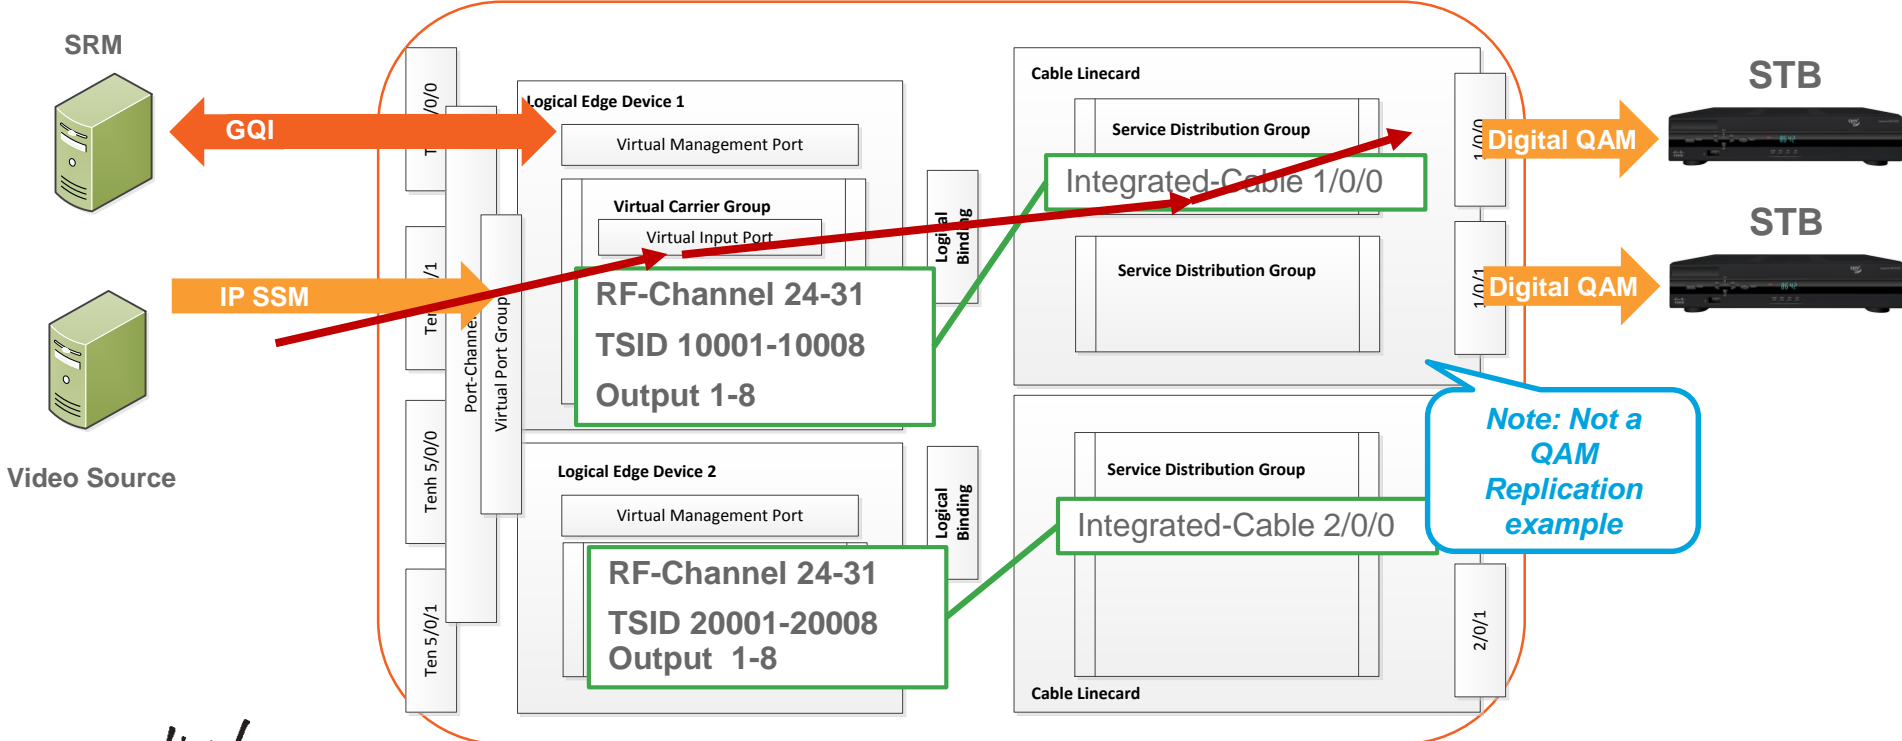 SRM
GQI
IP SSM
Video Source
/0/0
Tenh 5/0/0
Ten 5/0/1
Port-Channel
Virtual Port Group
Logical Edge Device 1
Virtual Management Port
Virtual Carrier Group
Virtual Input Port
RF-Channel 24-31
TSID 10001-10008
Output 1-8
Logical
Binding
Logical Edge Device 2
Virtual Management Port
RF-Channel 24-31
TSID 20001-20008
Output 1-8
Logical
Binding
Cable Linecard
Service Distribution Group
Integrated-Cable 1/0/0
Service Distribution Group
1/0/0
1/0/1
Service Distribution Group
Integrated-Cable 2/0/0
Cable Linecard
2/0/1
Note: Not a
QAM
Replication
example
STB
Digital QAM
STB
Digital QAM